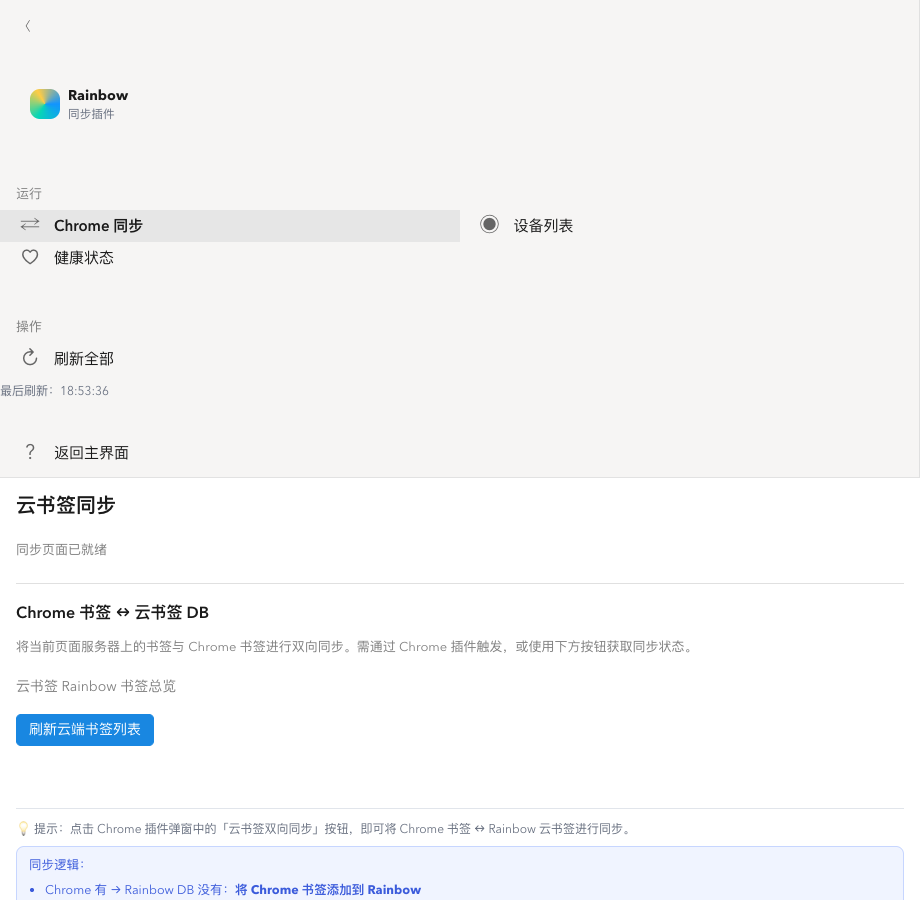 Rainbow
同步插件
运行
Chrome 同步
设备列表
健康状态
操作
刷新全部
最后刷新：18:53:36
? 返回主界面
云书签同步
同步页面已就绪
Chrome 书签 ↔ 云书签 DB
将当前页面服务器上的书签与 Chrome 书签进行双向同步。需通过 Chrome 插件触发，或使用下方按钮获取同步状态。
云书签 Rainbow 书签总览
刷新云端书签列表
💡 提示：点击 Chrome 插件弹窗中的「云书签双向同步」按钮，即可将 Chrome 书签 ↔ Rainbow 云书签进行同步。
同步逻辑：
• Chrome 有 → Rainbow DB 没有：将 Chrome 书签添加到 Rainbow